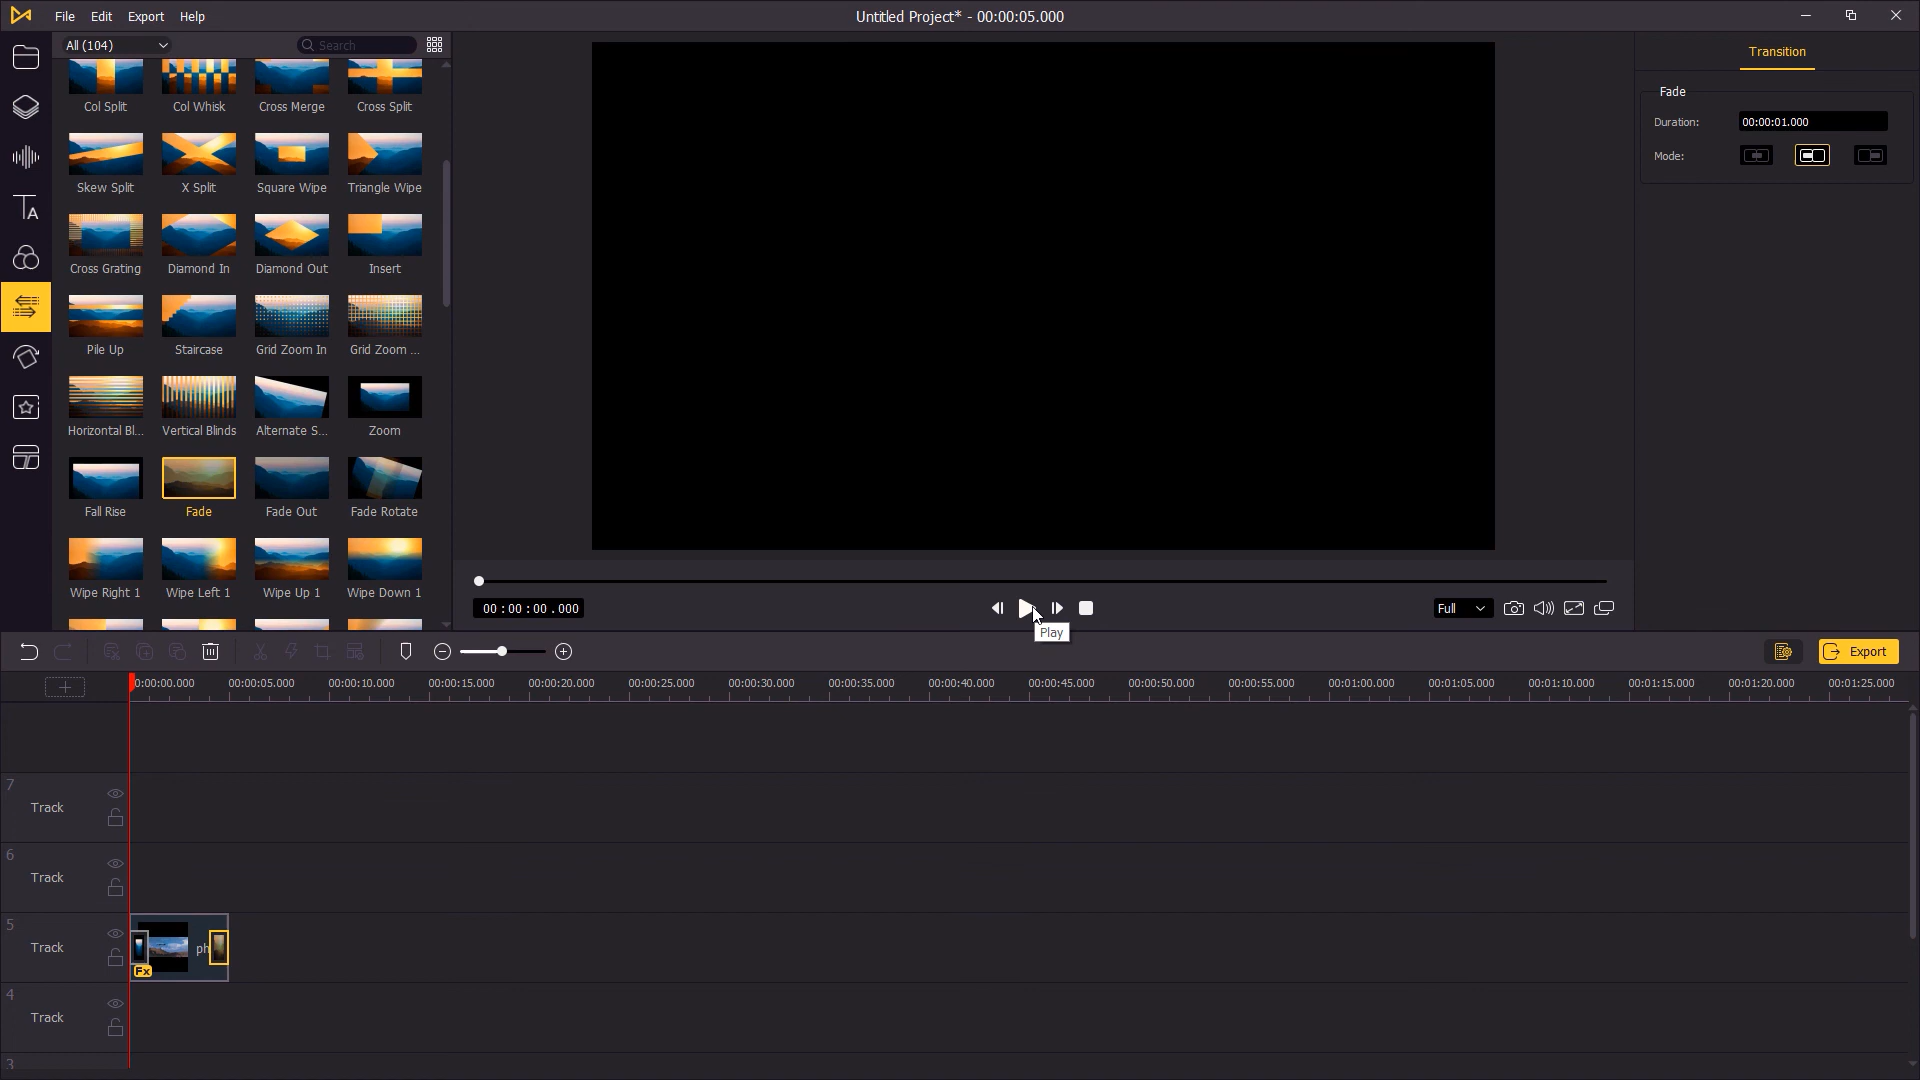 File Edit Export Help
Untitled Project* - 00:00:05.000
All (104)
Search
Transition
Col Split Col Whisk Cross Merge Cross Split
Fade
Duration: 00:00:01.000
Mode:
Skew Split X Split Square Wipe Triangle Wipe
Cross Grating Diamond In Diamond Out Insert
Pile Up Staircase Grid Zoom In Grid Zoom ...
Horizontal Bl... Vertical Blinds Alternate S... Zoom
Fall Rise Fade Fade Out Fade Rotate
Wipe Right 1 Wipe Left 1 Wipe Up 1 Wipe Down 1
00:00:00.000
Full
Play
Export
0:00:00.000 00:00:05.000 00:00:10.000 00:00:15.000 00:00:20.000 00:00:25.000 00:00:30.000 00:00:35.000 00:00:40.000 00:00:45.000 00:00:50.000 00:00:55.000 00:01:00.000 00:01:05.000 00:01:10.000 00:01:15.000 00:01:20.000 00:01:25.000
7
Track
6
Track
5
Track
ph
Fx
4
Track
3